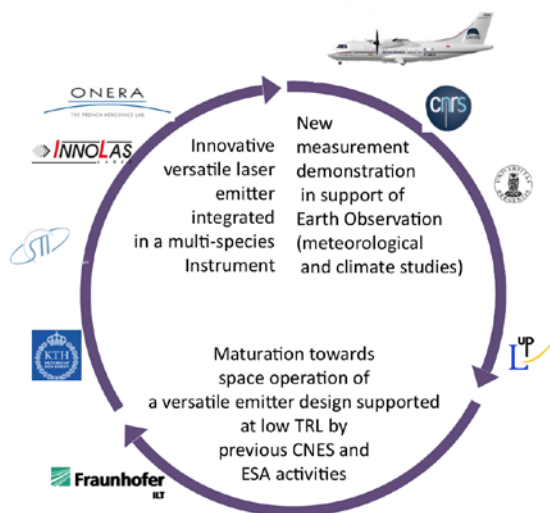 ONERA
THE FRENCH AEROSPACE LAB
INNOLAS
cnrs
Innovative
versatile laser
emitter
integrated
in a multi-species
Instrument
New
measurement
demonstration
in support of
Earth Observation
(meteorological
and climate studies)
KTH
Lup
Maturation towards
space operation of
a versatile emitter design supported
at low TRL by
previous CNES and
ESA activities
Fraunhofer
ILT